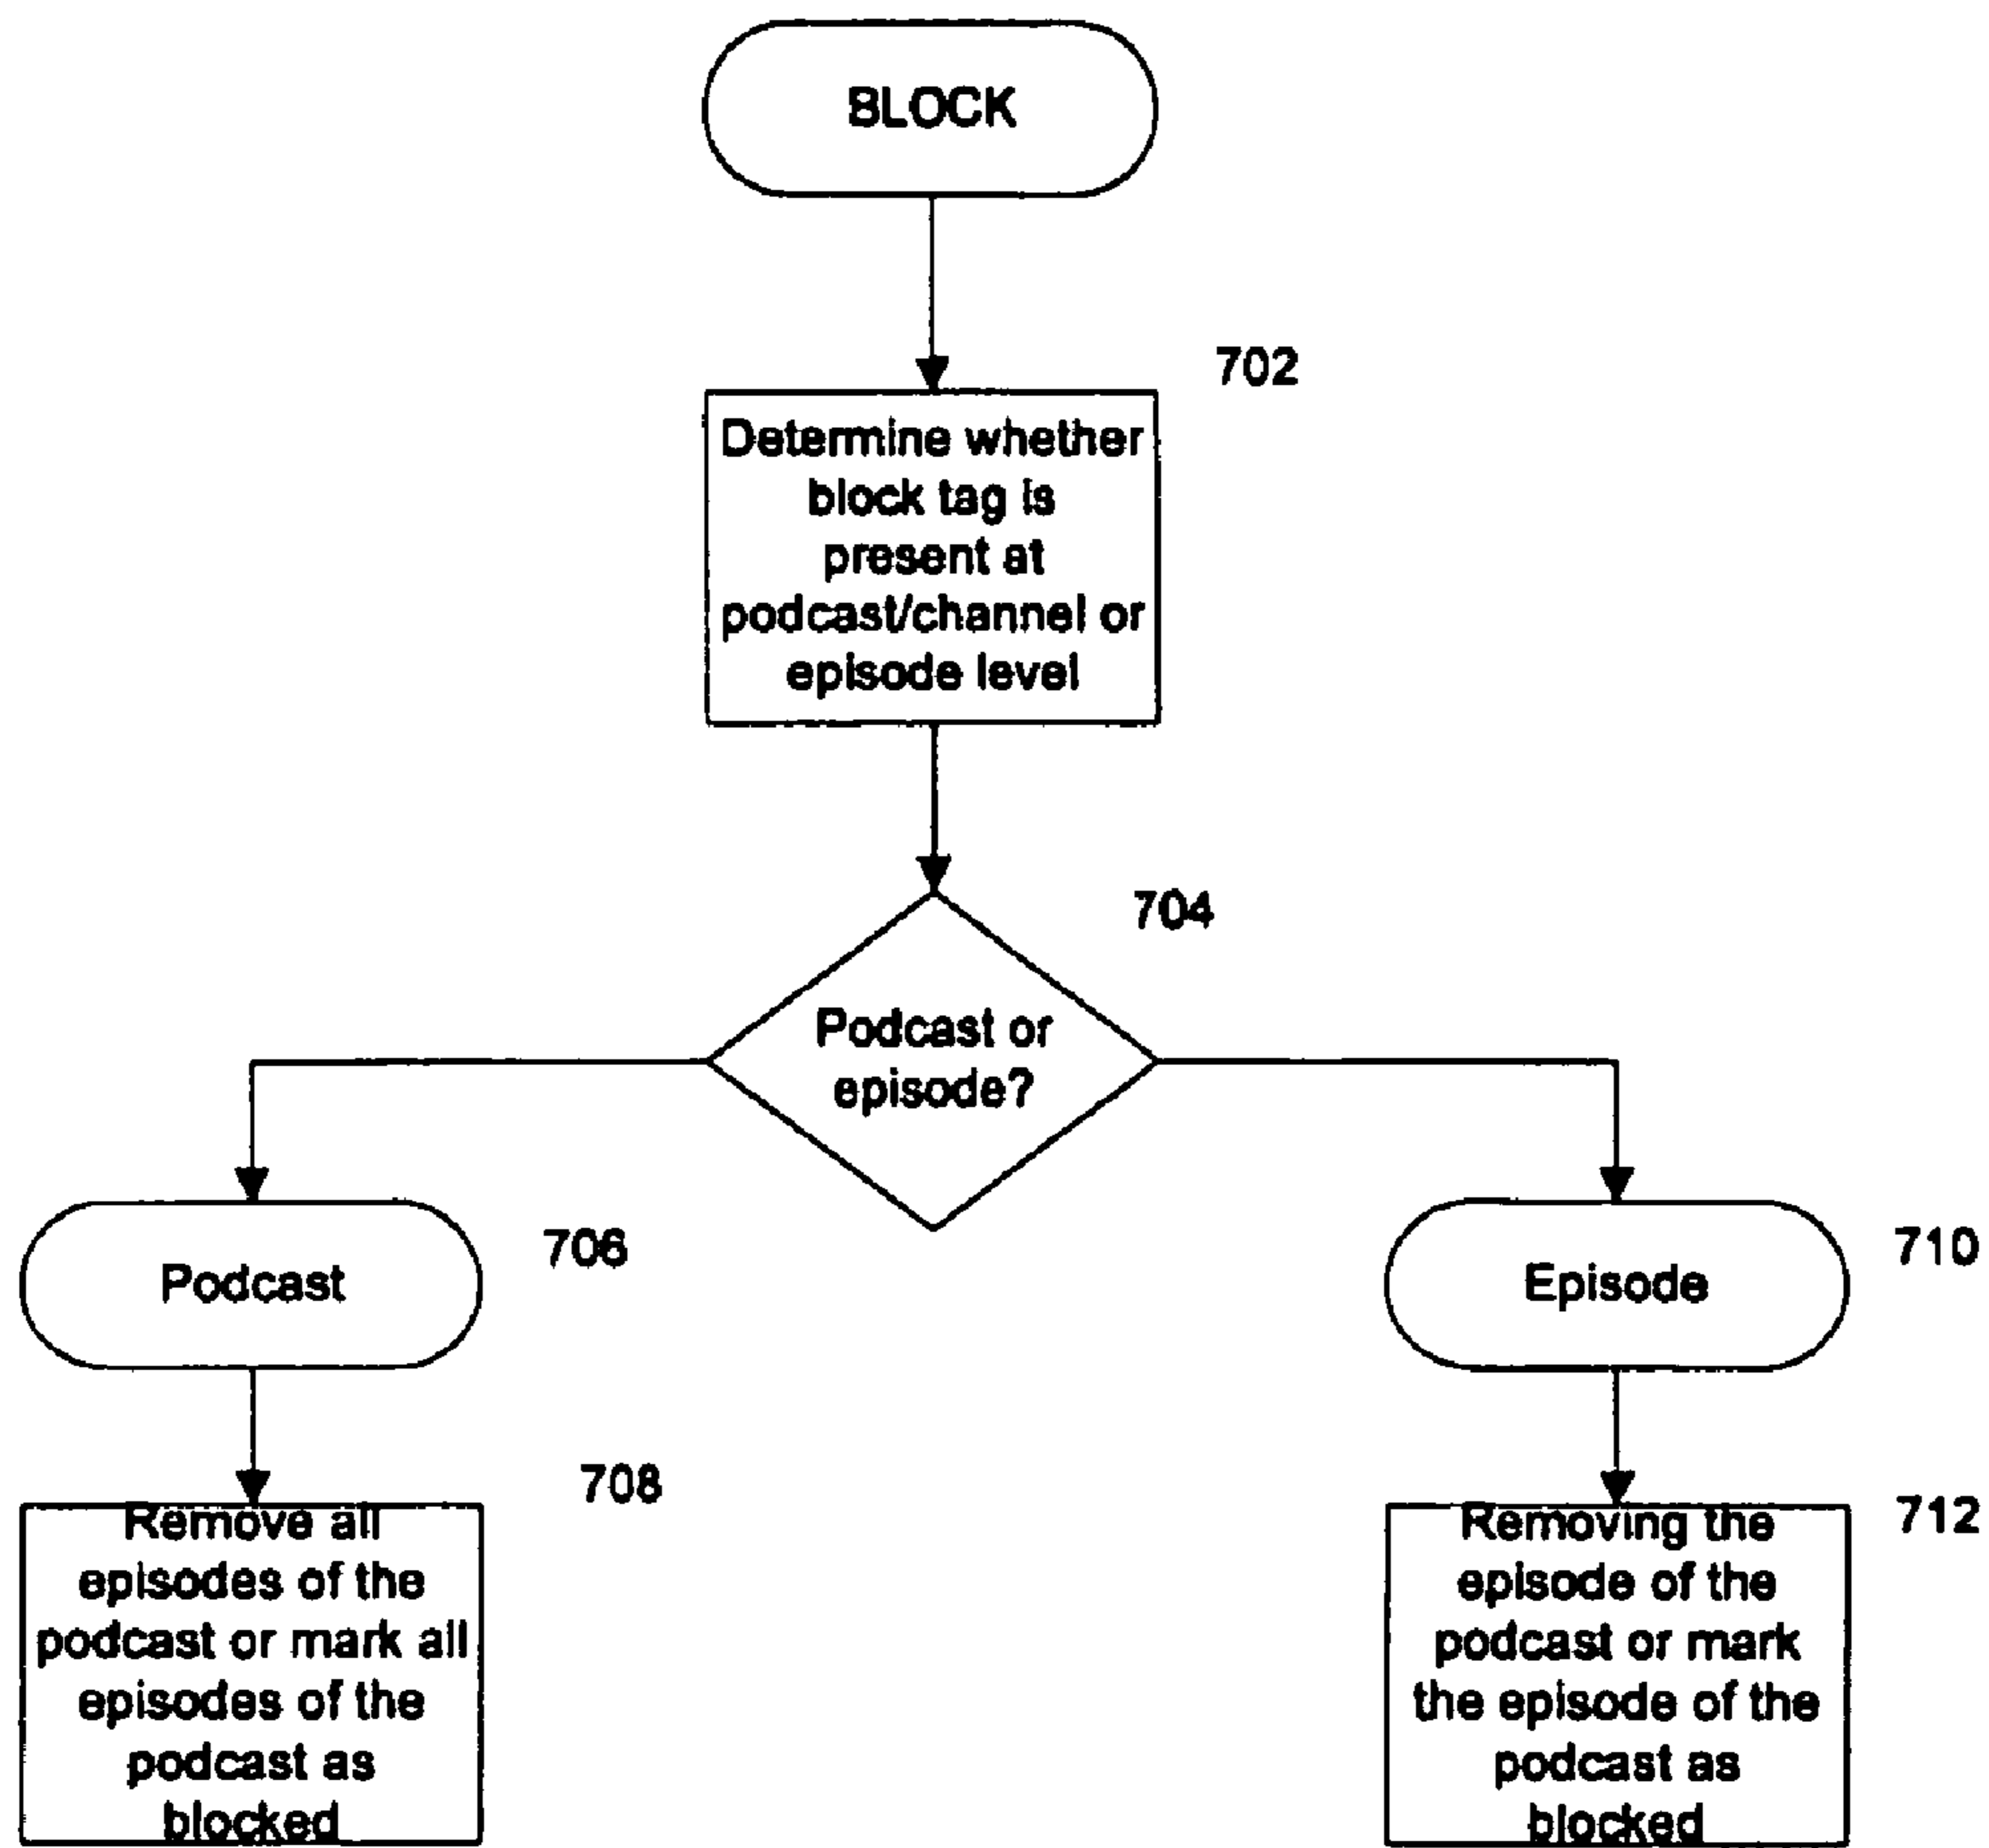 BLOCK
702
Determine whether
block tag is
present at
podcast/channel or
episode level
704
Podcast or
episode?
706
Podcast
710
Episode
708
Remove all
episodes of the
podcast or mark all
episodes of the
podcast as
blocked
712
Removing the
episode of the
podcast or mark
the episode of the
podcast as
blocked